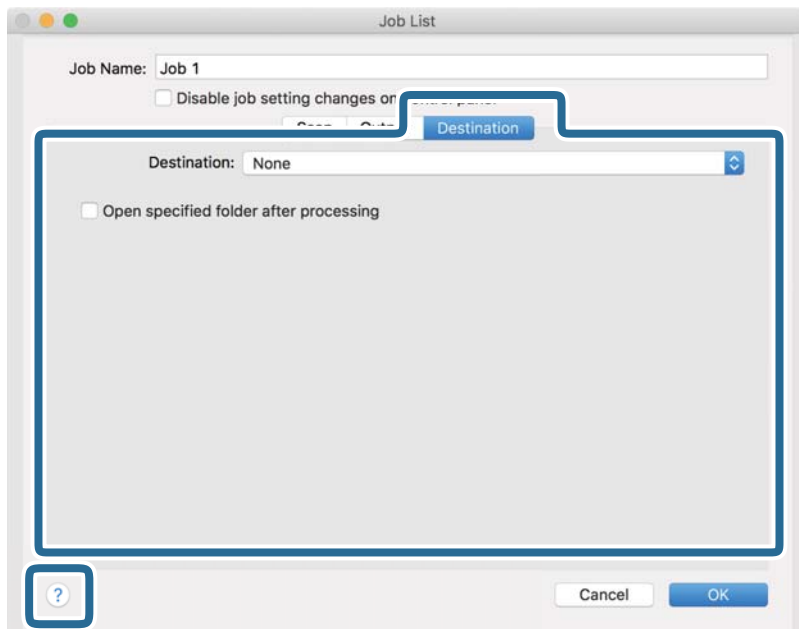 Job List
Job Name: Job 1
Disable job setting changes on
Destination
Destination: None
Open specified folder after processing
?
Cancel OK